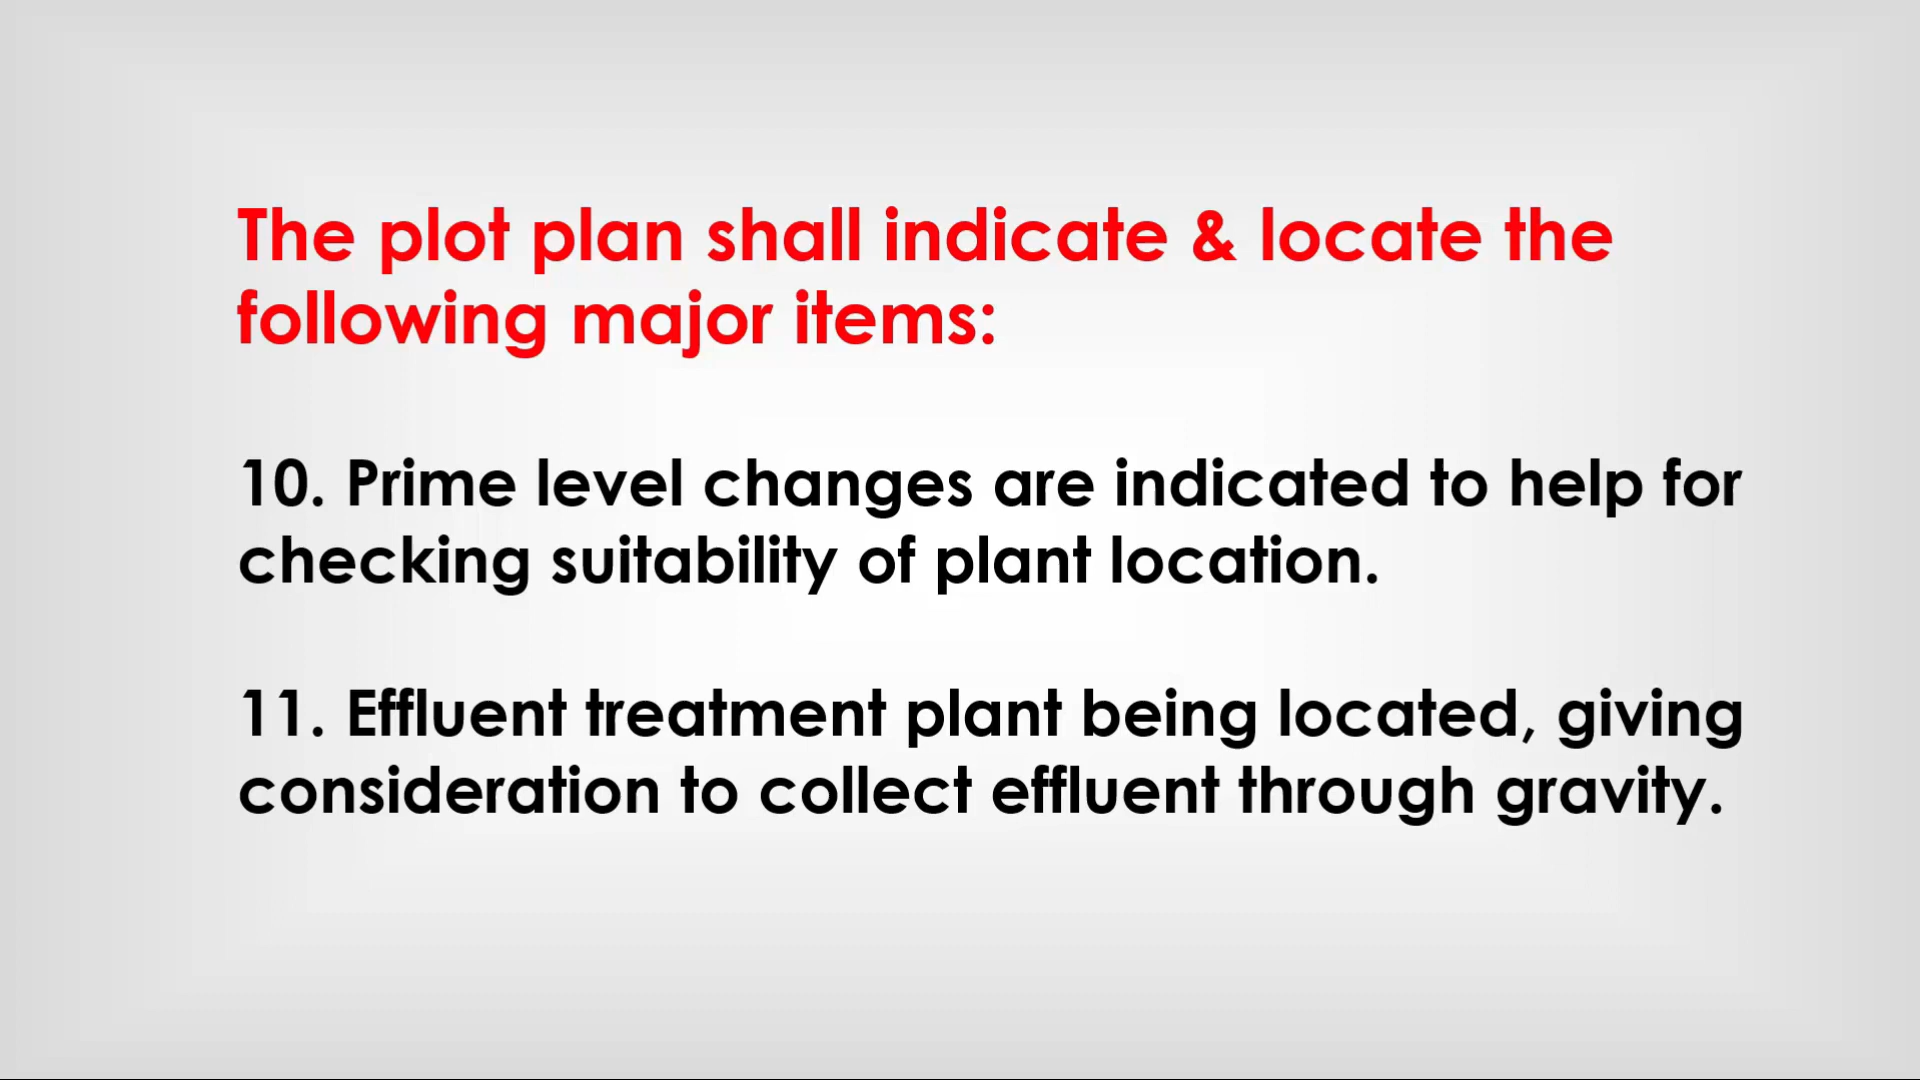 The plot plan shall indicate & locate the
following major items:
10. Prime level changes are indicated to help for
checking suitability of plant location.
11. Effluent treatment plant being located, giving
consideration to collect effluent through gravity.